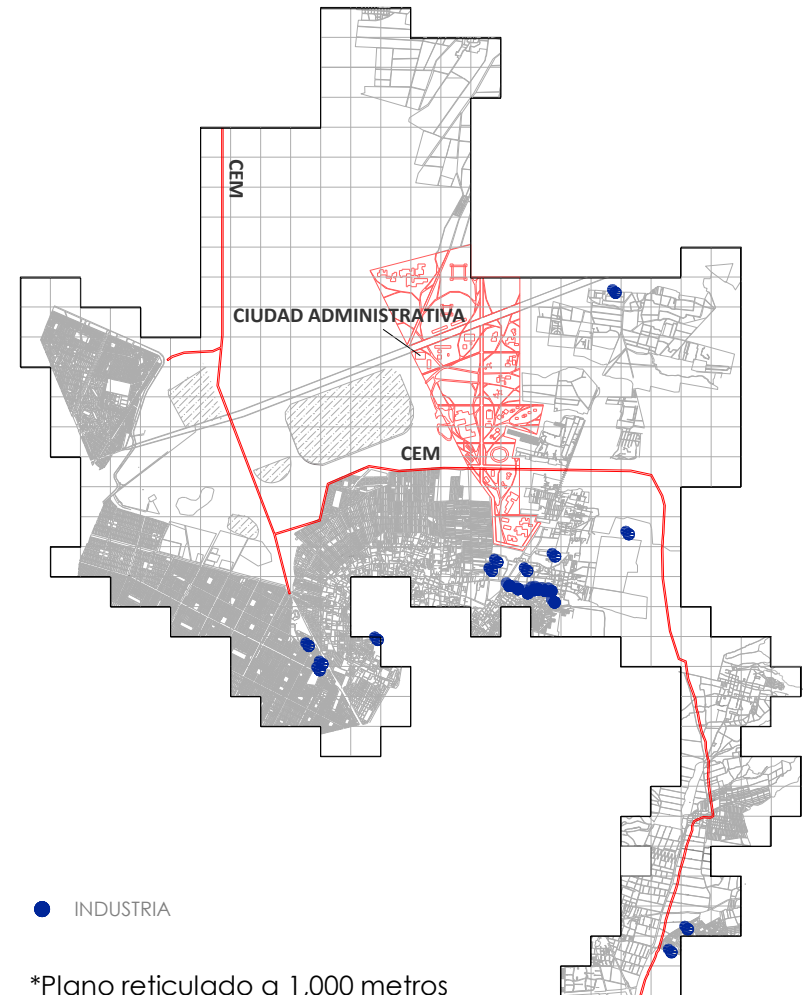 CEM
CIUDAD ADMINISTRATIVA
CEM
INDUSTRIA
*Plano reticulado a 1,000 metros